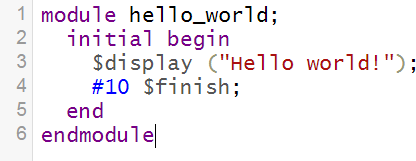 1 module hello_world;
2 initial begin
3 $display ("Hello world!");
4 #10 $finish;
5 end
6 endmodule